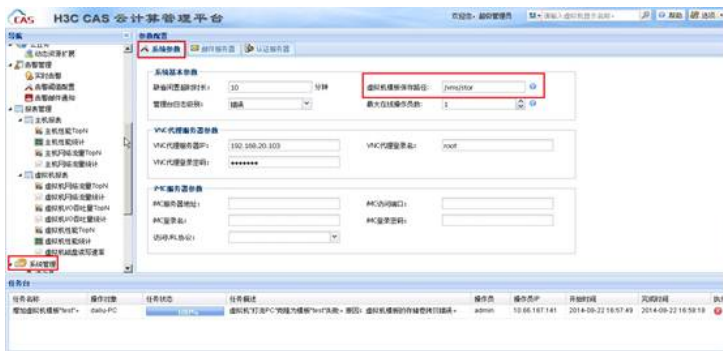 CAS H3C CAS 云计算管理平台
欢迎您，超级管理员
帮助
导航
动态资源扩展
告警管理
实时告警
告警阈值配置
告警邮件通知
报表管理
主机报表
主机性能TopN
主机性能统计
主机网络流量TopN
主机网络流量统计
虚拟机报表
虚拟机网络流量TopN
虚拟机网络流量统计
虚拟机I/O吞吐量TopN
虚拟机I/O吞吐量统计
虚拟机性能TopN
虚拟机性能统计
虚拟机磁盘读写速率
系统管理
参数配置
系统参数 邮件服务器 认证服务器
系统基本参数
缺省闲置超时时长： 10 分钟 虚拟机模板保存路径： /vms/stor
管理台日志级别： 错误 最大在线操作员数： 1
VNC代理服务器参数
VNC代理服务器IP： 192.168.20.103 VNC代理登录名： root
VNC代理登录密码： •••••••
iMC服务器参数
iMC服务器地址： iMC访问端口：
iMC登录名： iMC登录密码：
访问URL协议：
任务台
任务名称 操作对象 任务状态 任务描述 操作员 操作员IP 开始时间 完成时间
增加虚拟机模板"test"。 dailu-PC 100% admin 10.66.167.141 2014-09-22 16:57:49 2014-09-22 16:58:19